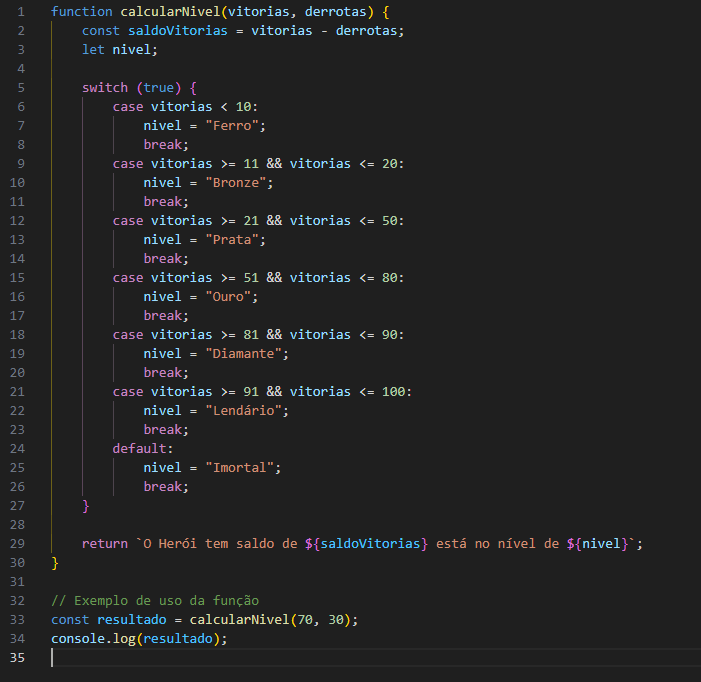 1 function calcularNivel(vitorias, derrotas) {
2     const saldoVitorias = vitorias - derrotas;
3     let nivel;
4
5     switch (true) {
6         case vitorias < 10:
7             nivel = "Ferro";
8             break;
9         case vitorias >= 11 && vitorias <= 20:
10             nivel = "Bronze";
11             break;
12         case vitorias >= 21 && vitorias <= 50:
13             nivel = "Prata";
14             break;
15         case vitorias >= 51 && vitorias <= 80:
16             nivel = "Ouro";
17             break;
18         case vitorias >= 81 && vitorias <= 90:
19             nivel = "Diamante";
20             break;
21         case vitorias >= 91 && vitorias <= 100:
22             nivel = "Lendário";
23             break;
24         default:
25             nivel = "Imortal";
26             break;
27     }
28
29     return `O Herói tem saldo de ${saldoVitorias} está no nível de ${nivel}`;
30 }
31
32 // Exemplo de uso da função
33 const resultado = calcularNivel(70, 30);
34 console.log(resultado);
35